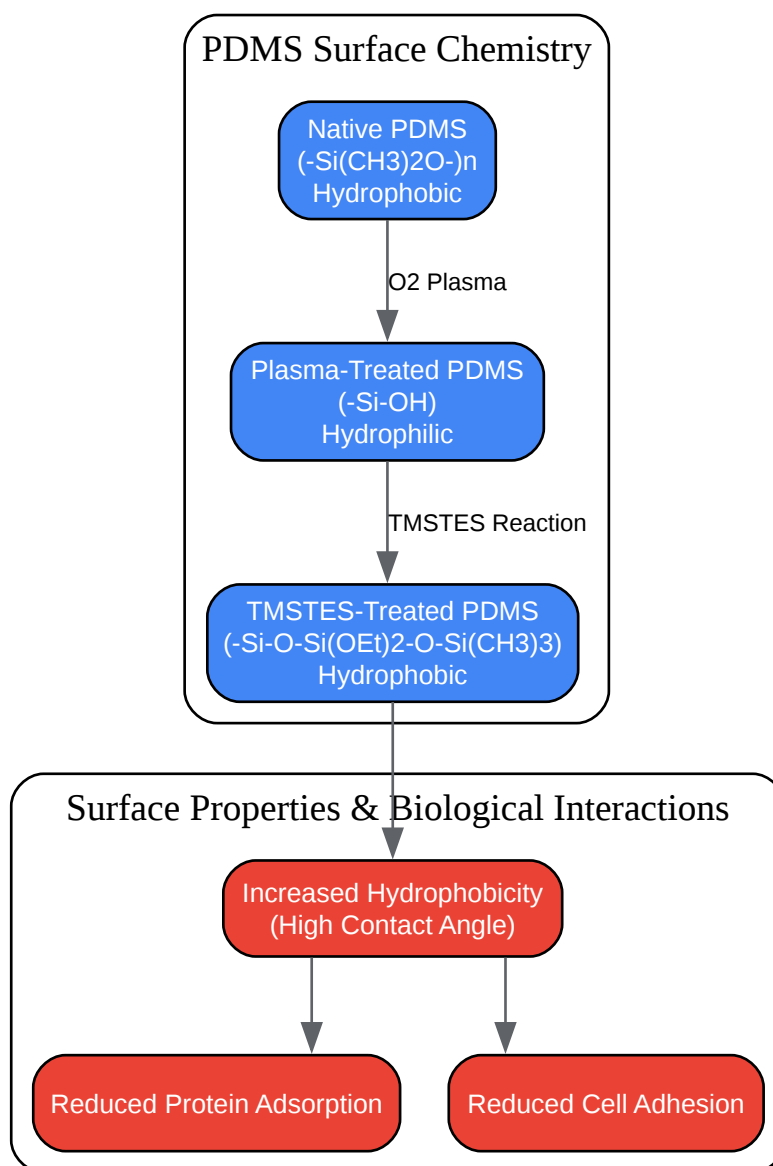 PDMS Surface Chemistry
Native PDMS
(-Si(CH3)2O-)n
Hydrophobic
O2 Plasma
Plasma-Treated PDMS
(-Si-OH)
Hydrophilic
TMSTES Reaction
TMSTES-Treated PDMS
(-Si-O-Si(OEt)2-O-Si(CH3)3)
Hydrophobic
Surface Properties & Biological Interactions
Increased Hydrophobicity
(High Contact Angle)
Reduced Protein Adsorption
Reduced Cell Adhesion